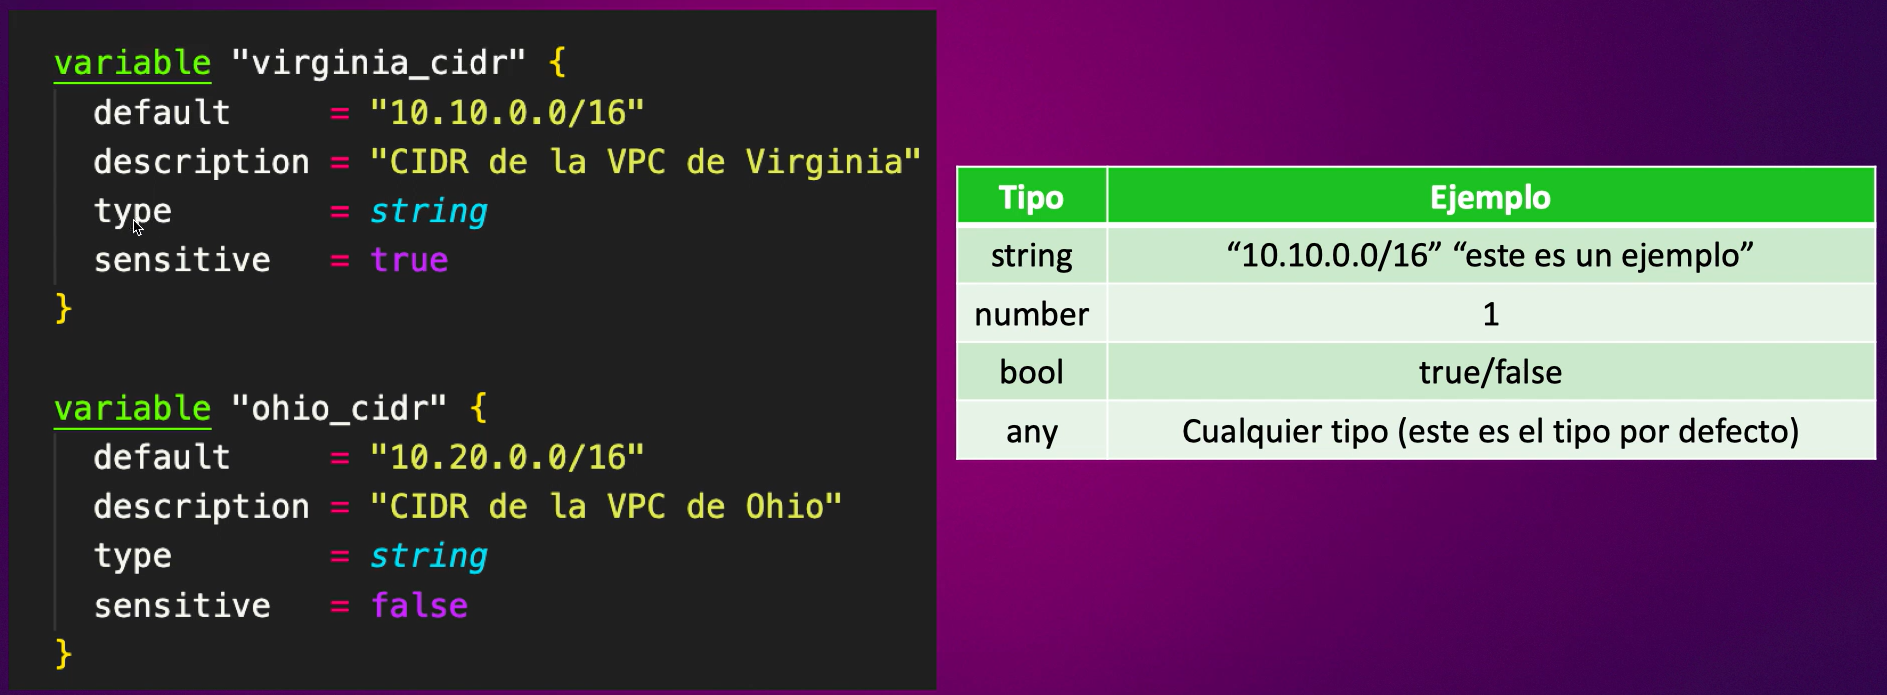 variable "virginia_cidr" {
default = "10.10.0.0/16"
description = "CIDR de la VPC de Virginia"
type = string
sensitive = true
}
variable "ohio_cidr" {
default = "10.20.0.0/16"
description = "CIDR de la VPC de Ohio"
type = string
sensitive = false
}
Tipo Ejemplo
string “10.10.0.0/16” “este es un ejemplo”
number 1
bool true/false
any Cualquier tipo (este es el tipo por defecto)